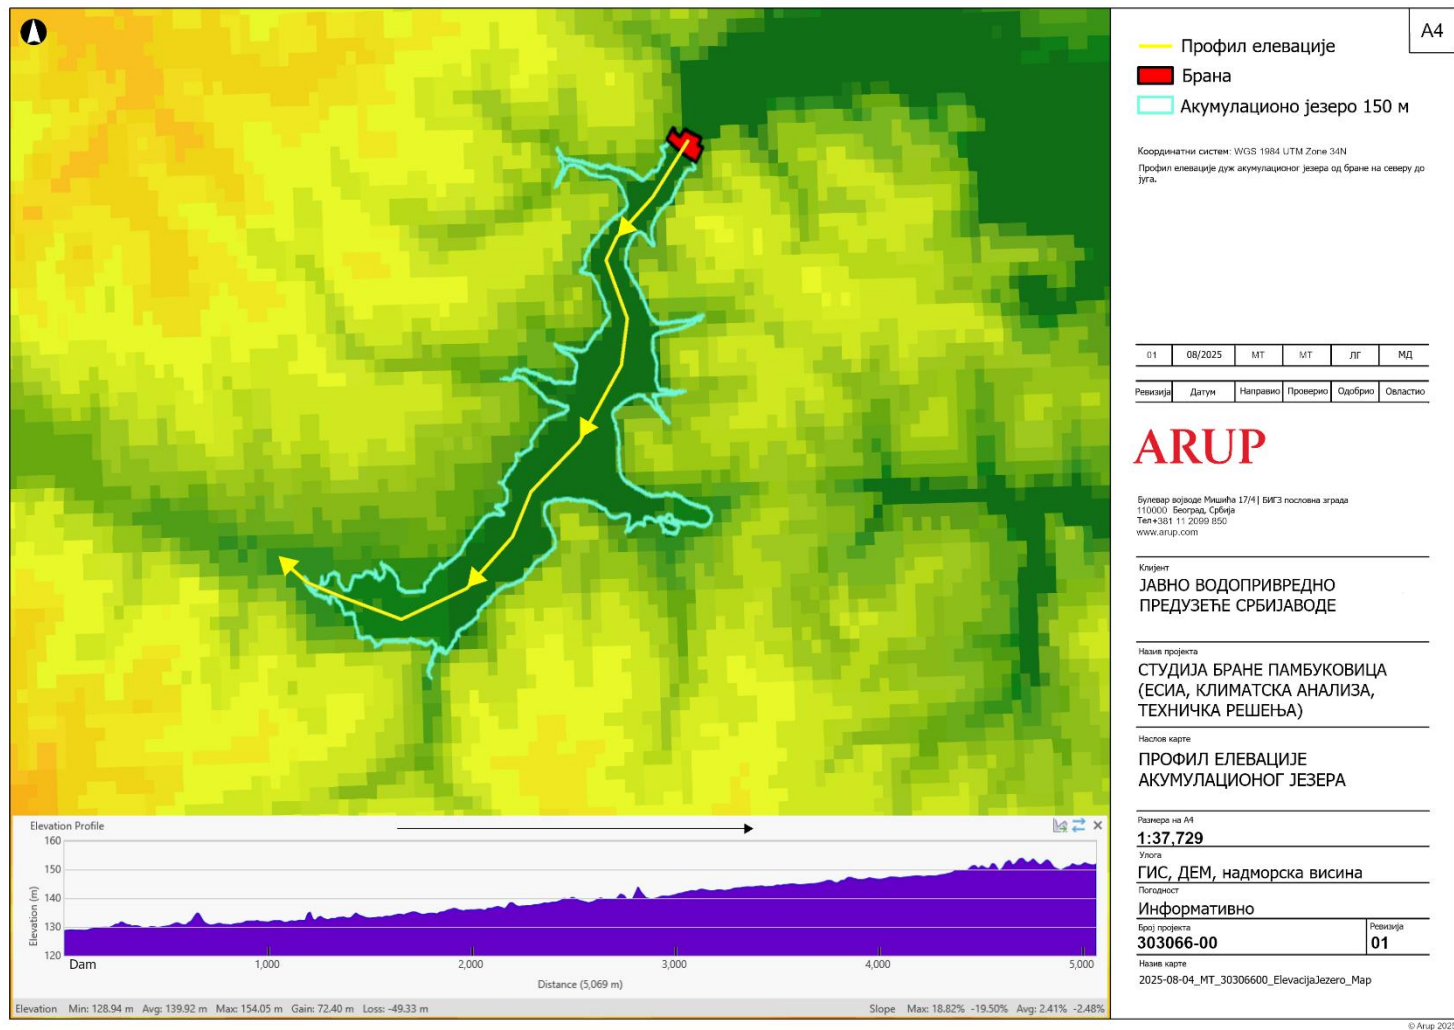 A4
Профил елевације
Брана
Акумулационо језеро 150 м
Координатни систем: WGS 1984 UTM Zone 34N
Профил елевације дуж акумулационог језера од бране на северу до
југа.
01 08/2025 МТ МТ ЛГ МД
Ревизија Датум Направио Проверио Одобрио Овластио
ARUP
Булевар војводе Мишића 17/4 | БИГЗ пословна зграда
110000 Београд, Србија
Тел+381 11 2099 850
www.arup.com
Клијент
ЈАВНО ВОДОПРИВРЕДНО
ПРЕДУЗЕЋЕ СРБИЈАВОДЕ
Назив пројекта
СТУДИЈА БРАНЕ ПАМБУКОВИЦА
(ЕСИА, КЛИМАТСКА АНАЛИЗА,
ТЕХНИЧКА РЕШЕЊА)
Наслов карте
ПРОФИЛ ЕЛЕВАЦИЈЕ
АКУМУЛАЦИОНОГ ЈЕЗЕРА
Размера на А4
1:37,729
Улога
ГИС, ДЕМ, надморска висина
Погодност
Информативно
Број пројекта Ревизија
303066-00 01
Назив карте
2025-08-04_MT_30306600_ElevacijaJezero_Map
© Arup 2025
Elevation Profile
160
150
140
130
120
Elevation (m)
Dam 1,000 2,000 3,000 4,000 5,000
Distance (5,069 m)
Elevation Min: 128.94 m Avg: 139.92 m Max: 154.05 m Gain: 72.40 m Loss: -49.33 m
Slope Max: 18.82% -19.50% Avg: 2.41% -2.48%